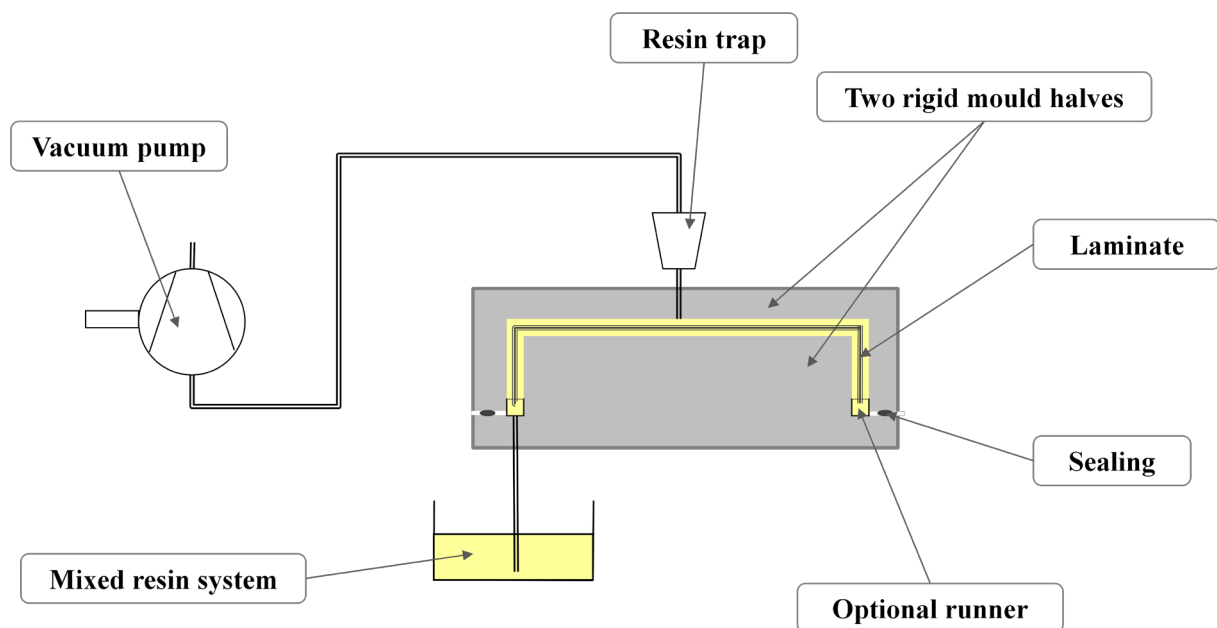 Resin trap
Two rigid mould halves
Vacuum pump
Laminate
Sealing
Mixed resin system
Optional runner